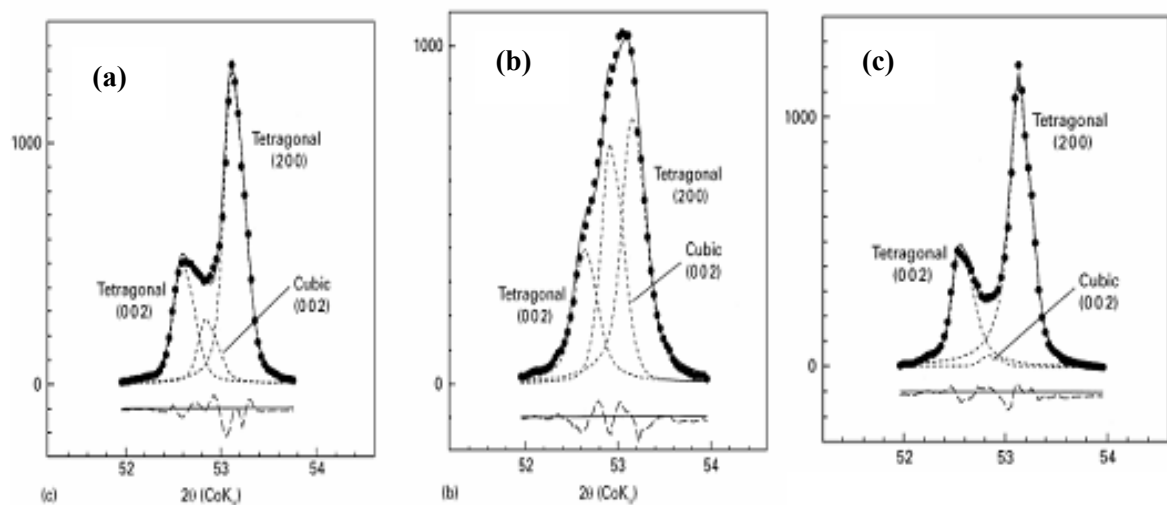 (a)
1000
0
Tetragonal
(200)
Tetragonal
(002)
Cubic
(002)
52
53
54
(c)
2θ (CoKα)
(b)
1000
0
Tetragonal
(200)
Cubic
(002)
Tetragonal
(002)
52
53
54
(b)
2θ (CoKα)
(c)
1000
0
Tetragonal
(200)
Tetragonal
(002)
Cubic
(002)
52
53
54